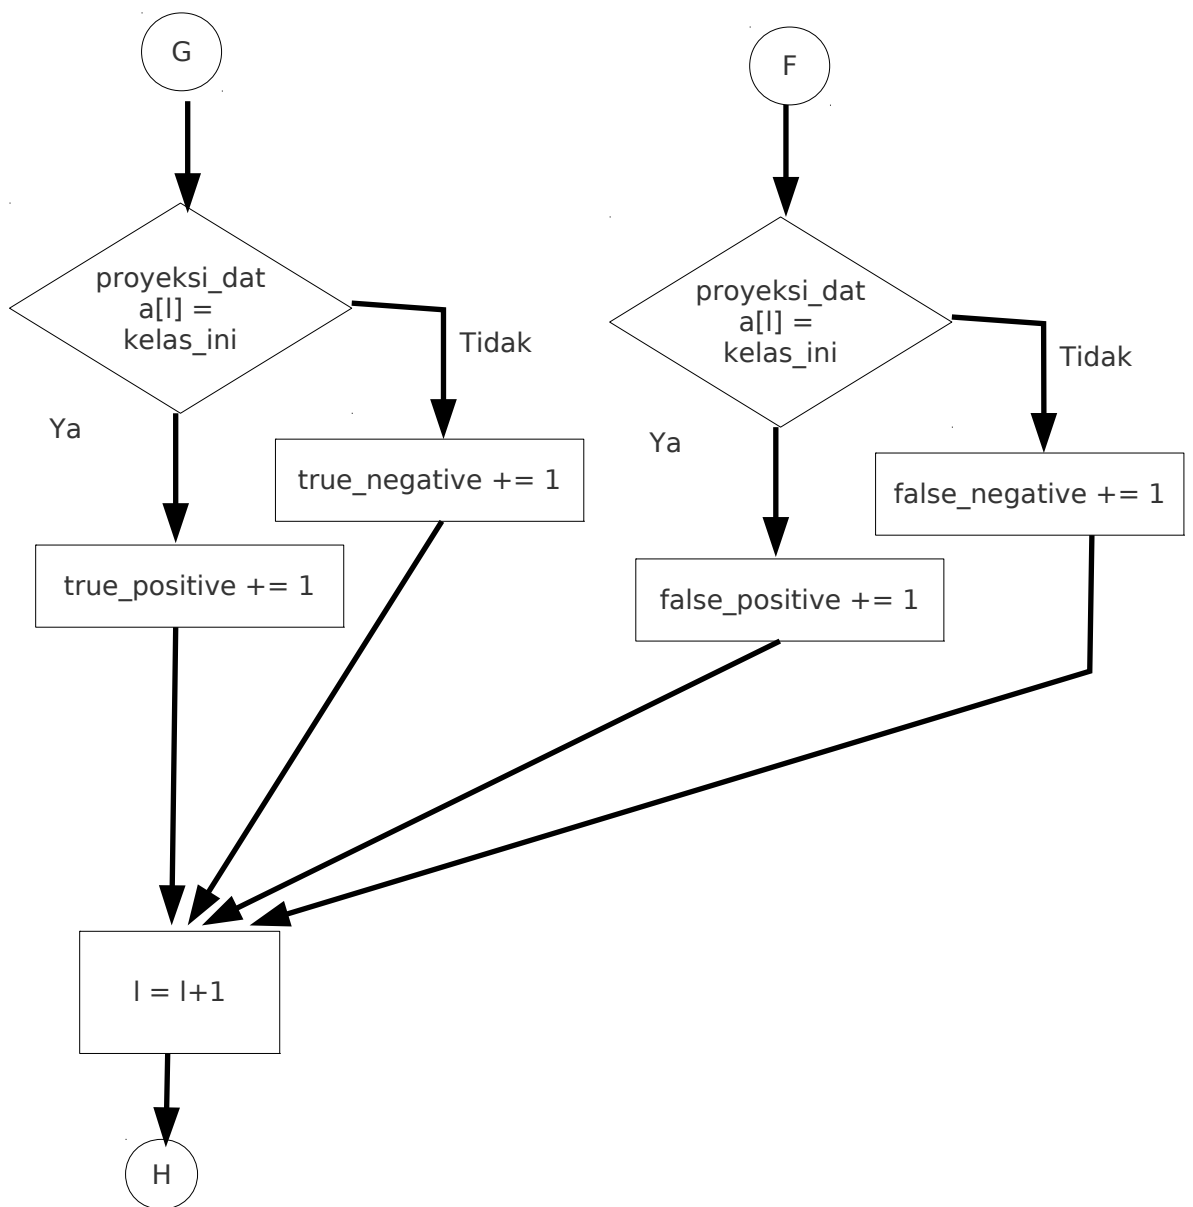 G
F
proyeksi_dat
a[l] =
kelas_ini
Tidak
Ya
proyeksi_dat
a[l] =
kelas_ini
Tidak
Ya
true_negative += 1
false_negative += 1
true_positive += 1
false_positive += 1
l = l+1
H